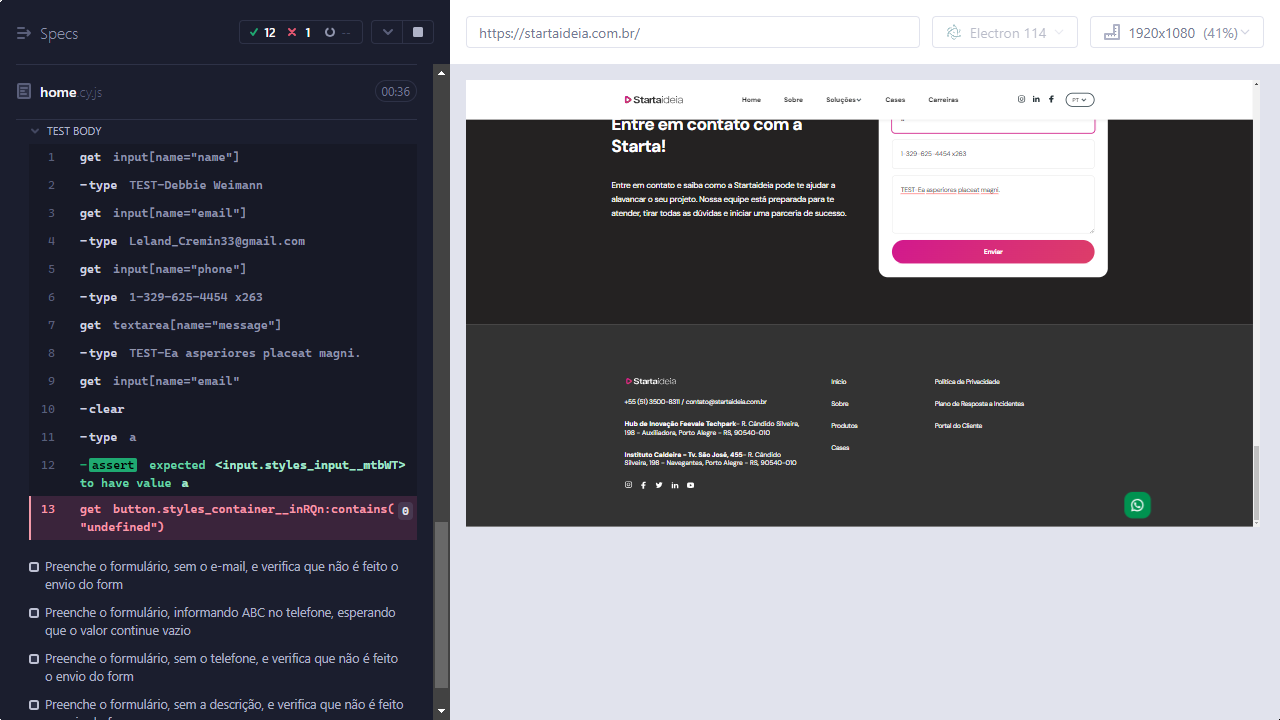 Specs
12
1
--
home.cy.js
00:36
TEST BODY
1 get input[name="name"]
2 -type TEST-Debbie Weimann
3 get input[name="email"]
4 -type Leland_Cremin33@gmail.com
5 get input[name="phone"]
6 -type 1-329-625-4454 x263
7 get textarea[name="message"]
8 -type TEST-Ea asperiores placeat magni.
9 get input[name="email"
10 -clear
11 -type a
12 -assert expected <input.styles_input__mtbWT>
to have value a
13 get button.styles_container__inRQn:contains(
"undefined")
0
Preenche o formulário, sem o e-mail, e verifica que não é feito o
envio do form
Preenche o formulário, informando ABC no telefone, esperando
que o valor continue vazio
Preenche o formulário, sem o telefone, e verifica que não é feito
o envio do form
Preenche o formulário, sem a descrição, e verifica que não é feito
https://startaideia.com.br/
Electron 114
1920x1080 (41%)
Startaideia
Home
Sobre
Soluções
Cases
Carreiras
PT
Entre em contato com a
Starta!
Entre em contato e saiba como a Startaideia pode te ajudar a
alavancar o seu projeto. Nossa equipe está preparada para te
atender, tirar todas as dúvidas e iniciar uma parceria de sucesso.
1-329-625-4454 x263
TEST-Ea asperiores placeat magni.
Enviar
Startaideia
+55 (51) 3500-8311 / contato@startaideia.com.br
Hub de Inovação Feevale Techpark- R. Cândido Silveira,
198 - Auxiliadora, Porto Alegre - RS, 90540-010
Instituto Caldeira - Tv. São José, 455- R. Cândido
Silveira, 198 - Navegantes, Porto Alegre - RS, 90540-010
Início
Sobre
Produtos
Cases
Política de Privacidade
Plano de Resposta a Incidentes
Portal do Cliente